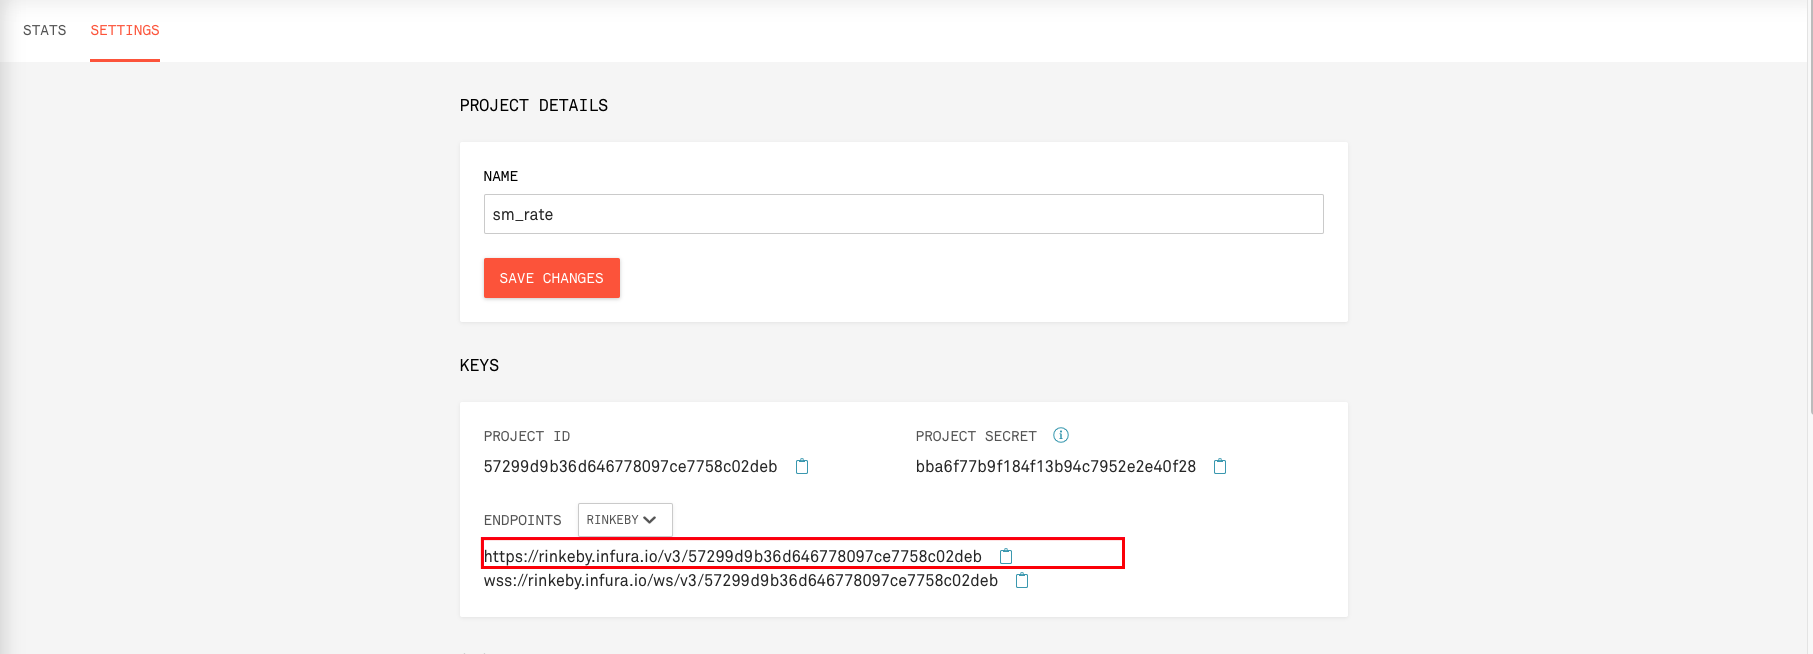 STATS SETTINGS
PROJECT DETAILS
NAME
sm_rate
SAVE CHANGES
KEYS
PROJECT ID PROJECT SECRET
57299d9b36d646778097ce7758c02deb bba6f77b9f184f13b94c7952e2e40f28
ENDPOINTS RINKEBY
https://rinkeby.infura.io/v3/57299d9b36d646778097ce7758c02deb
wss://rinkeby.infura.io/ws/v3/57299d9b36d646778097ce7758c02deb